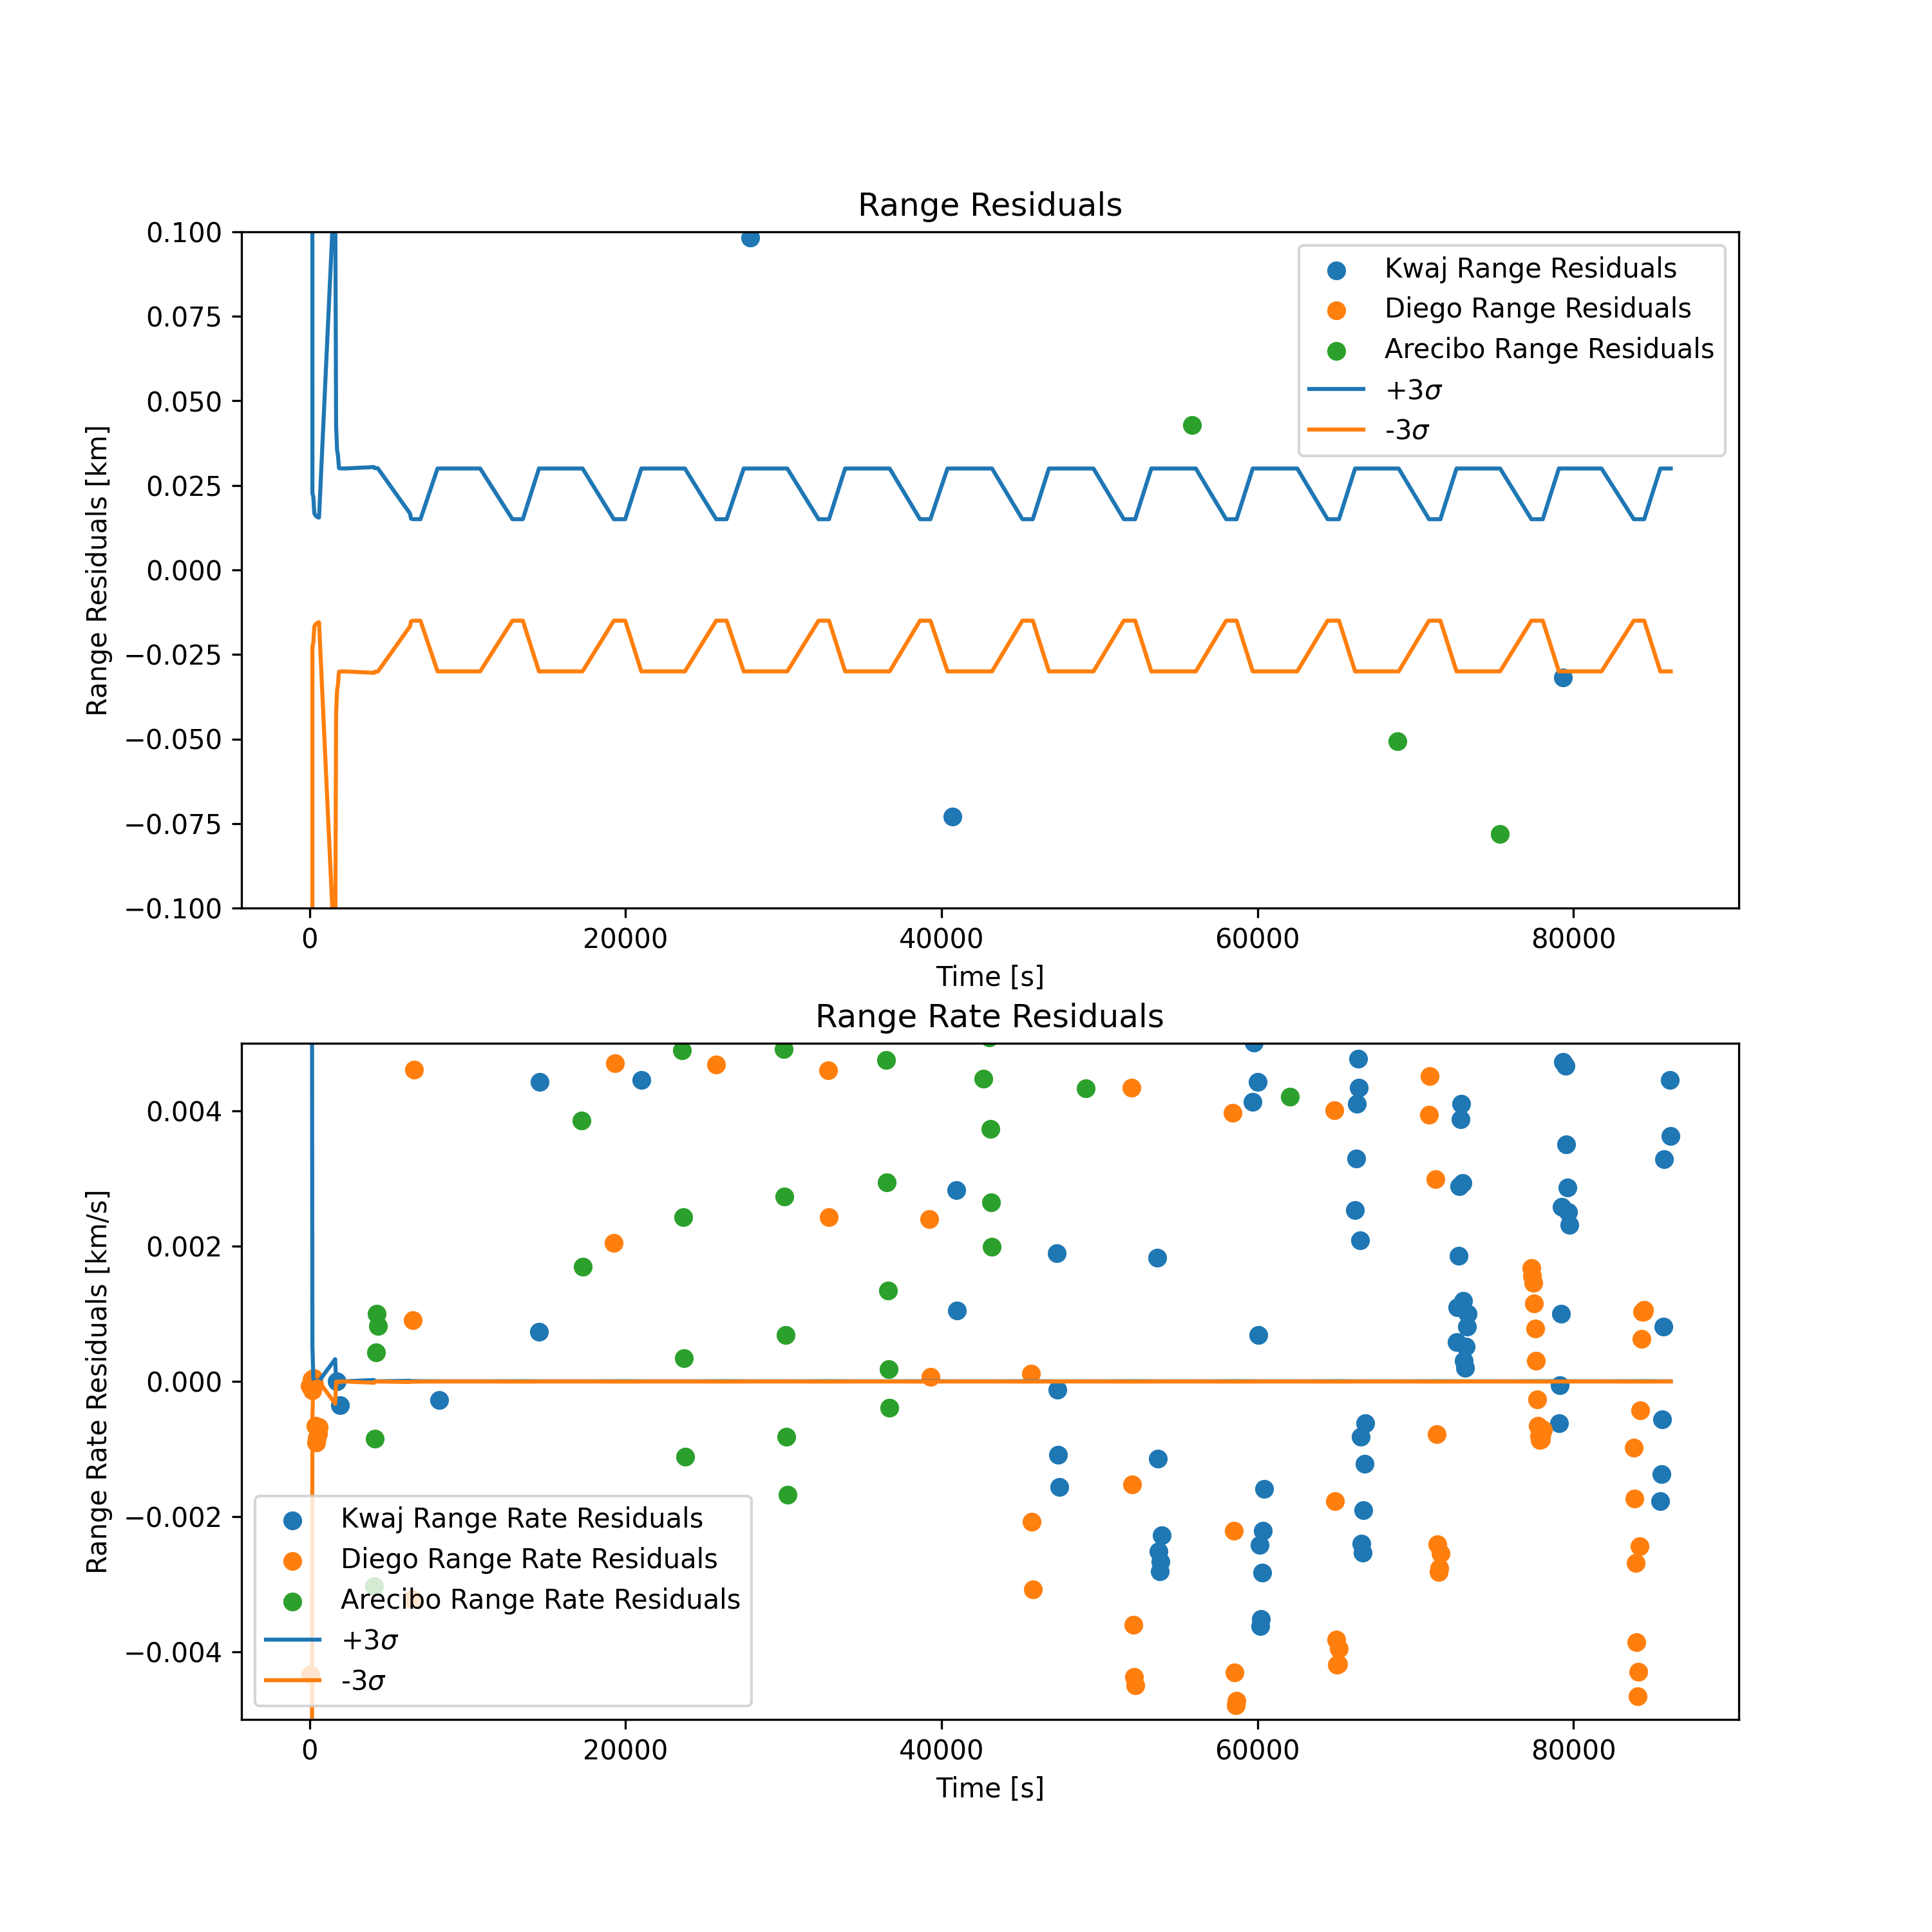 Range Residuals
0.100
0.075
0.050
0.025
0.000
−0.025
−0.050
−0.075
−0.100
Range Residuals [km]
Kwaj Range Residuals
Diego Range Residuals
Arecibo Range Residuals
+3σ
-3σ
0 20000 40000 60000 80000
Time [s]
Range Rate Residuals
0.004
0.002
0.000
−0.002
−0.004
Range Rate Residuals [km/s]
Kwaj Range Rate Residuals
Diego Range Rate Residuals
Arecibo Range Rate Residuals
+3σ
-3σ
0 20000 40000 60000 80000
Time [s]